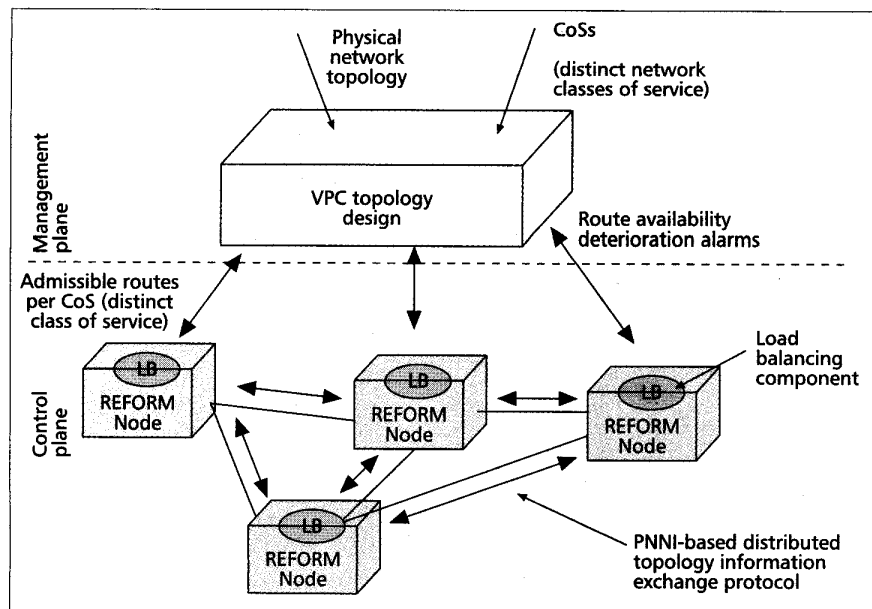 Physical
network
topology
CoSs
(distinct network
classes of service)
Management
plane
VPC topology
design
Route availability
deterioration alarms
Admissible routes
per CoS (distinct
class of service)
Control
plane
LB
REFORM
Node
LB
REFORM
Node
LB
REFORM
Node
Load
balancing
component
LB
REFORM
Node
PNNI-based distributed
topology information
exchange protocol